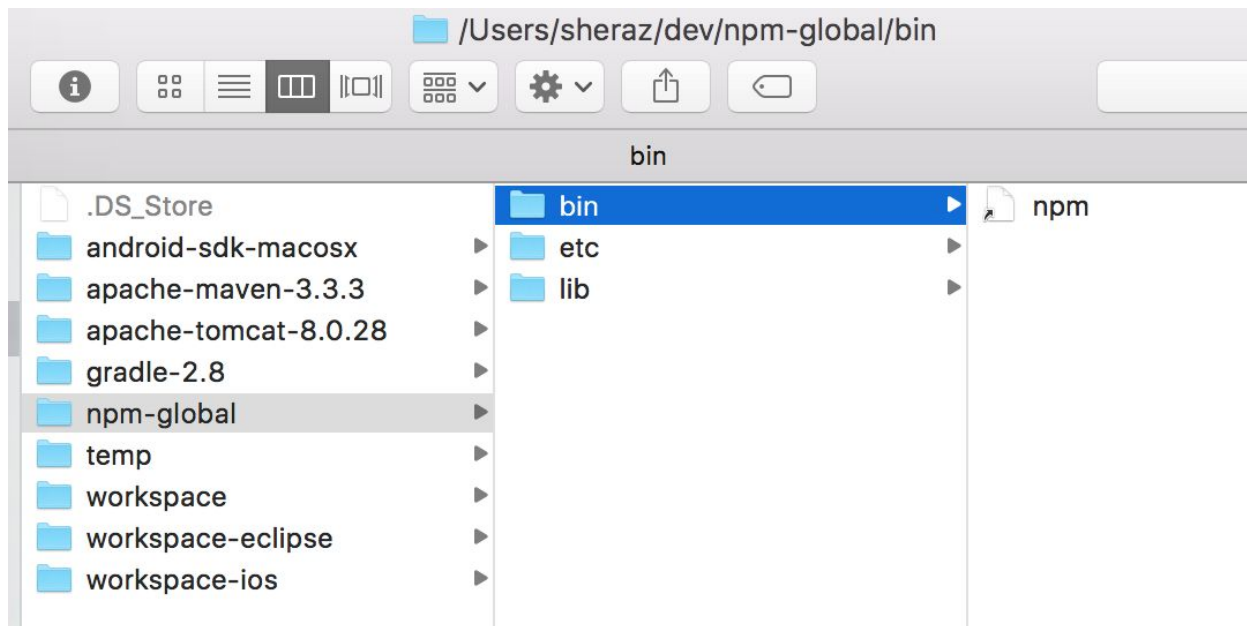 /Users/sheraz/dev/npm-global/bin
bin
.DS_Store
android-sdk-macosx
apache-maven-3.3.3
apache-tomcat-8.0.28
gradle-2.8
npm-global
temp
workspace
workspace-eclipse
workspace-ios
bin
etc
lib
npm